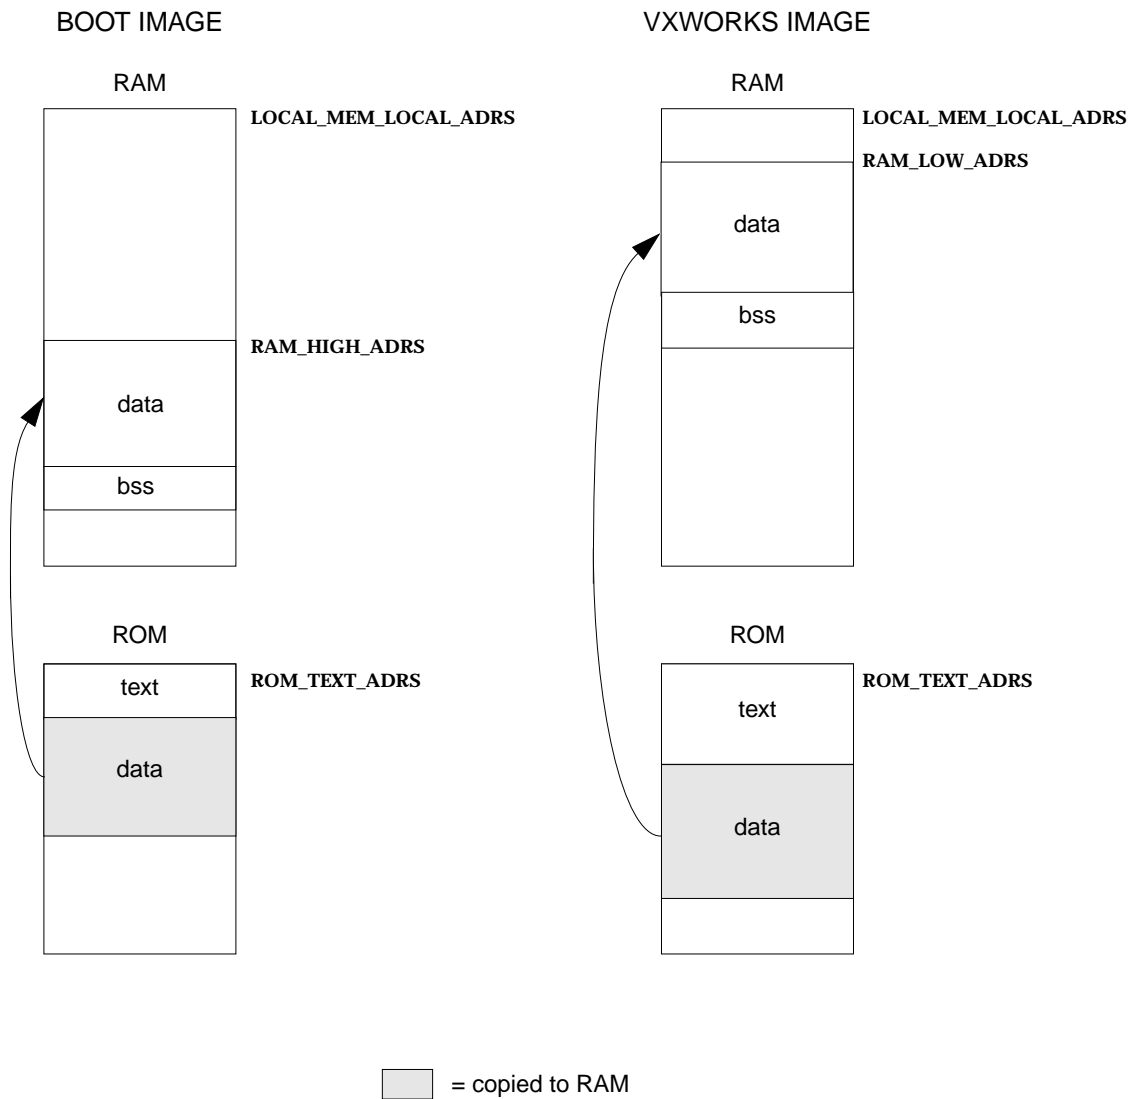 BOOT IMAGE
VXWORKS IMAGE
RAM
LOCAL_MEM_LOCAL_ADRS
RAM_HIGH_ADRS
data
bss
ROM
ROM_TEXT_ADRS
text
data
RAM
LOCAL_MEM_LOCAL_ADRS
RAM_LOW_ADRS
data
bss
ROM
ROM_TEXT_ADRS
text
data
= copied to RAM